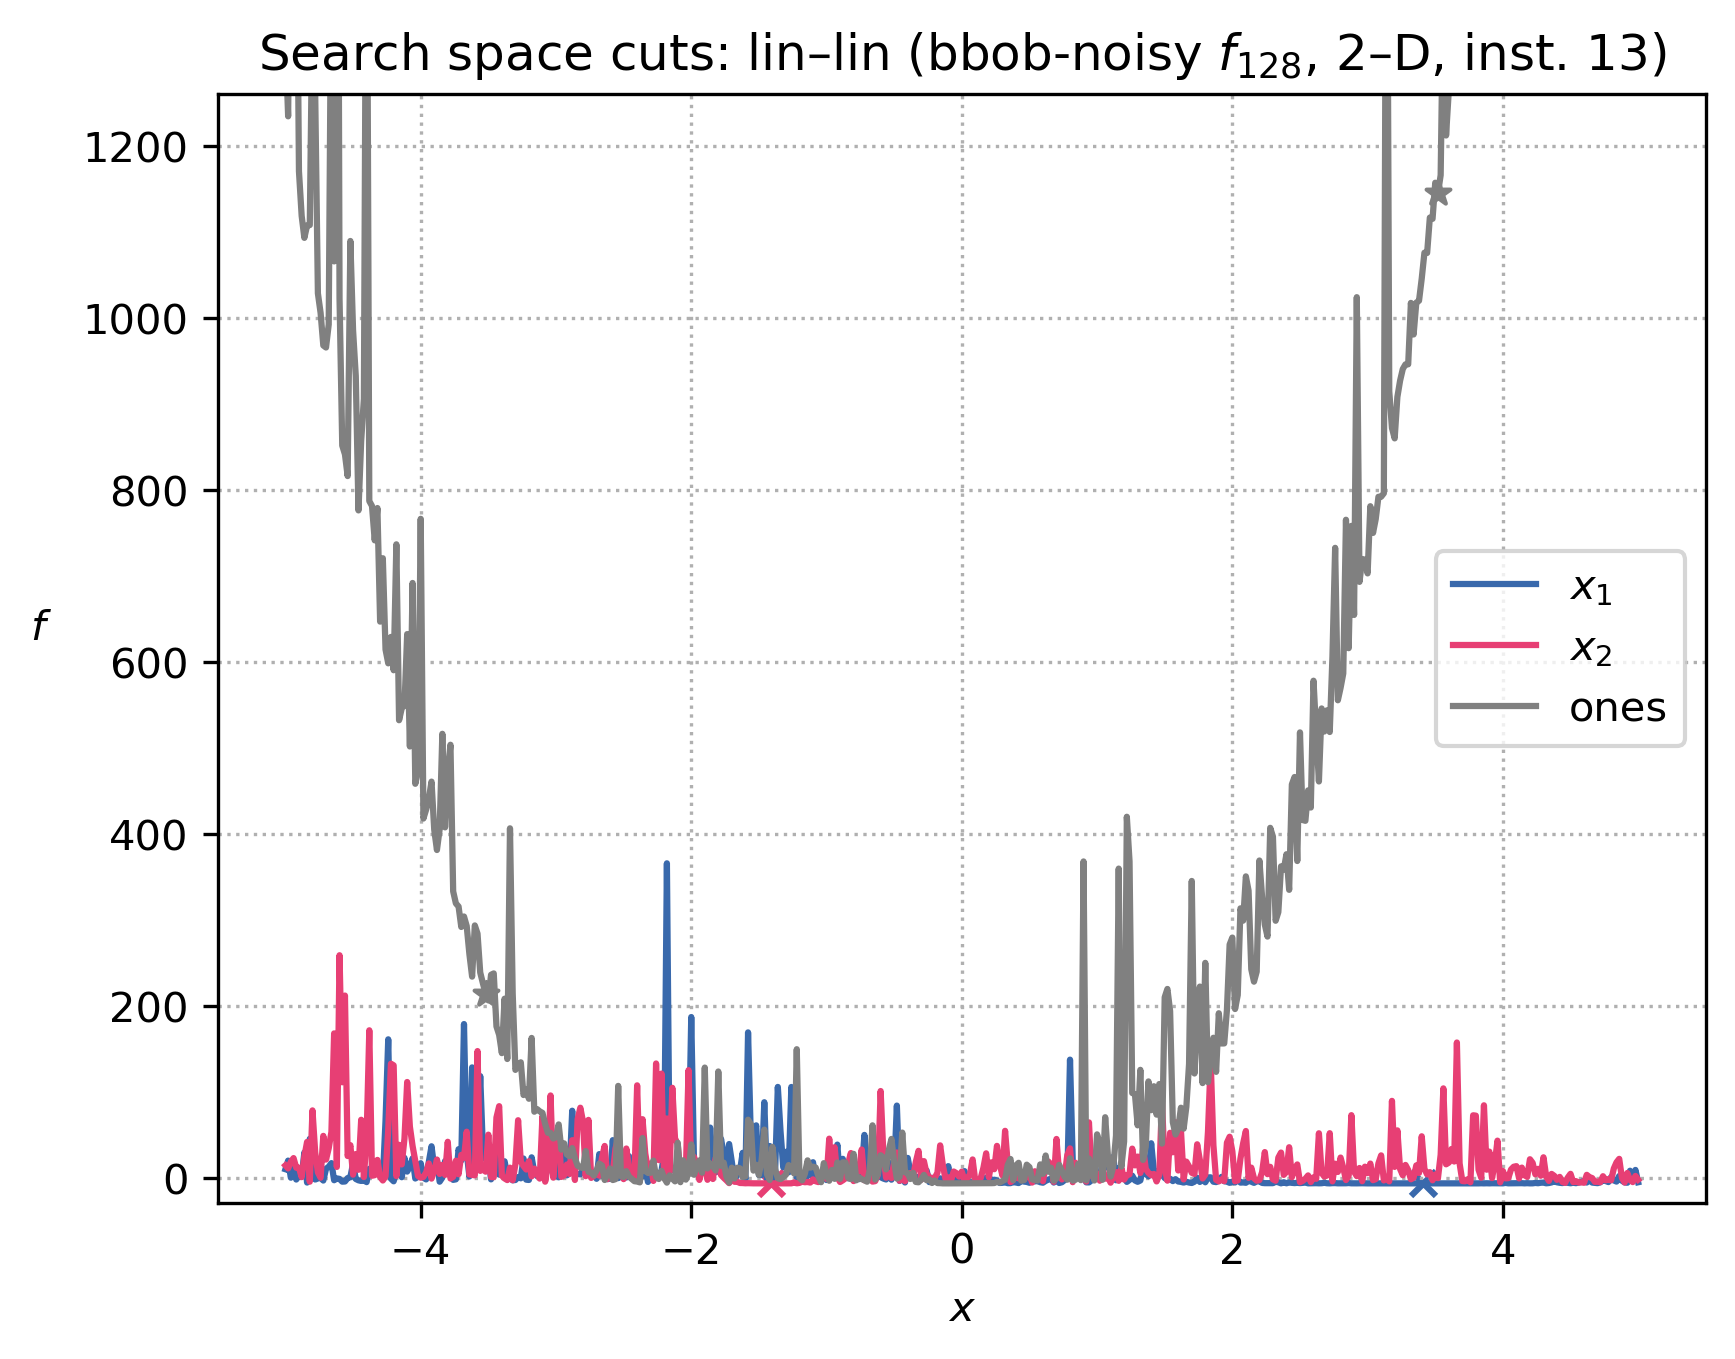 Search space cuts: lin–lin (bbob-noisy f₁₂₈, 2–D, inst. 13)
1200
1000
800
600
400
200
0
f
x₁
x₂
ones
−4
−2
0
2
4
x